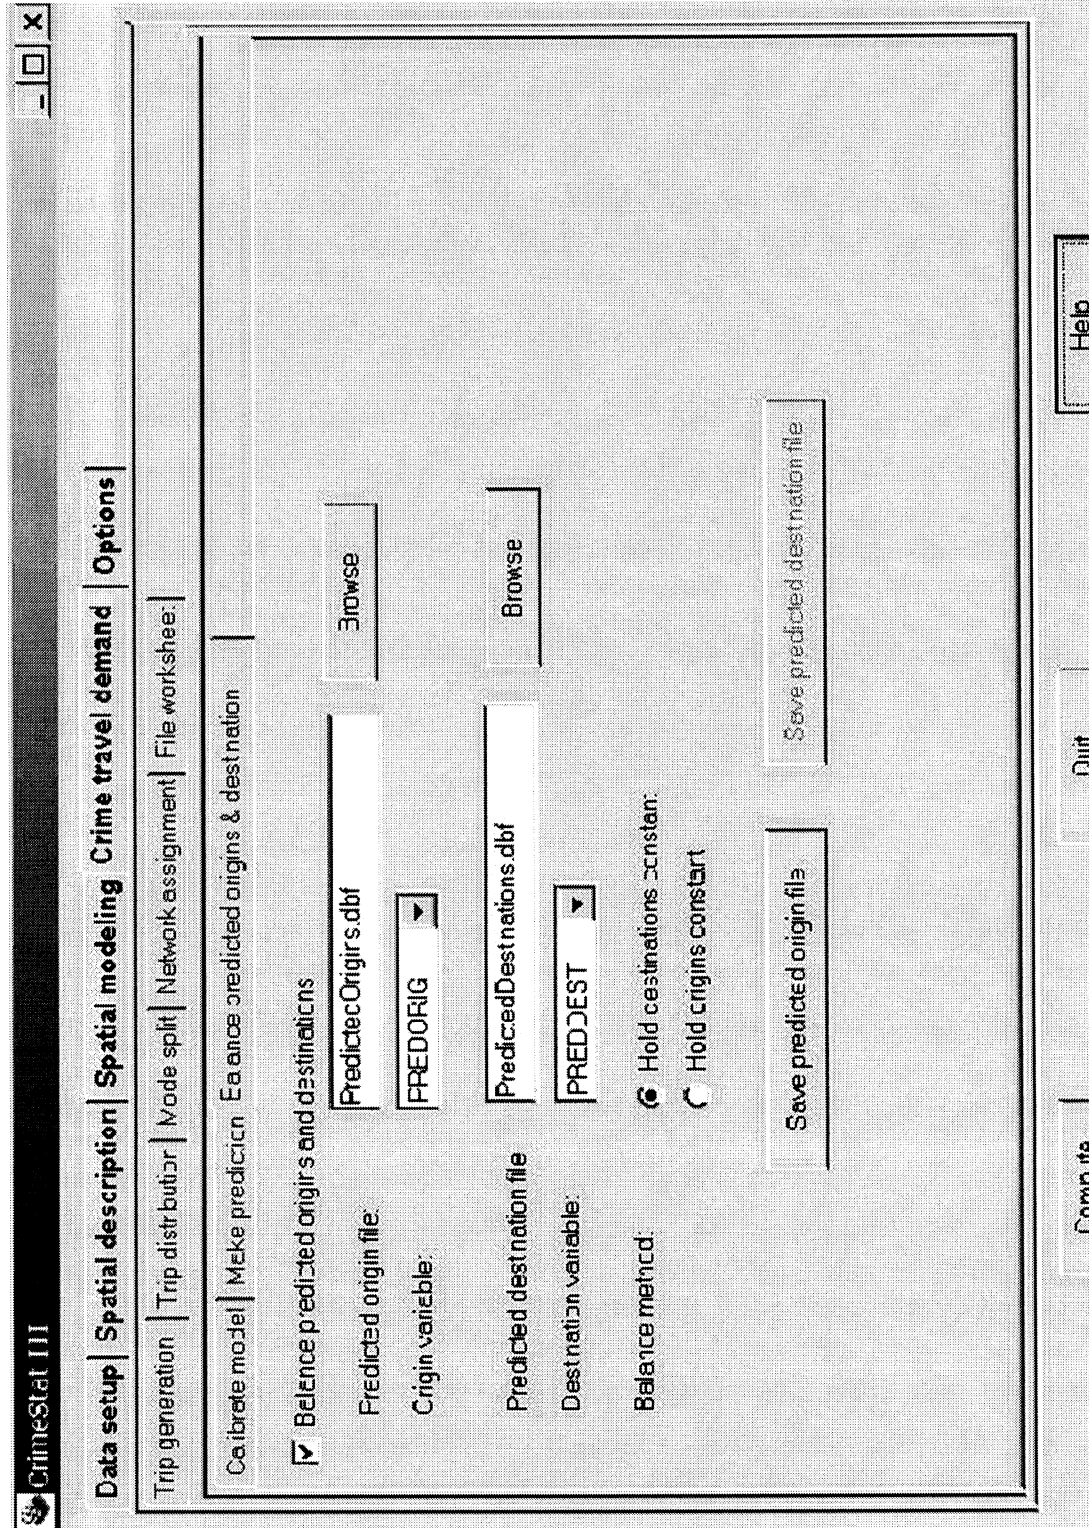 CrimeStat III
Data setup Spatial description Spatial modeling Crime travel demand Options
Trip generation Trip distribution Mode split Network assignment File worksheet
Calibrate model Make prediction Balance predicted origins & destination
Balence predicted origins and destinations
Predicted origin file: PredictedOrigins.dbf Browse
Origin variable: PREDORIG
Predicted destination file PredictedDestinations.dbf Browse
Destination variable: PREDDEST
Balance method: Hold destinations constant
Hold origins constant
Save predicted origin file Save predicted destination file
Compute Quit Help